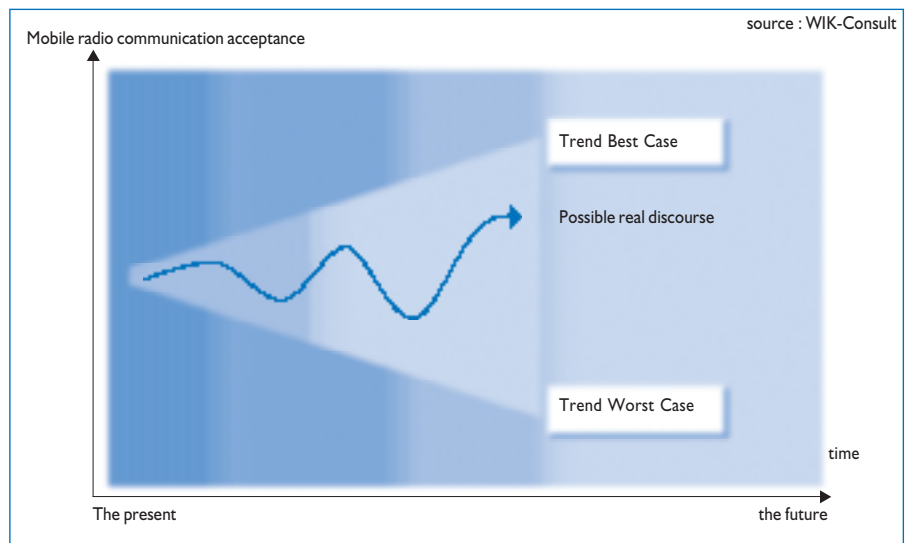 source : WIK-Consult
Mobile radio communication acceptance
Trend Best Case
Possible real discourse
Trend Worst Case
time
The present
the future